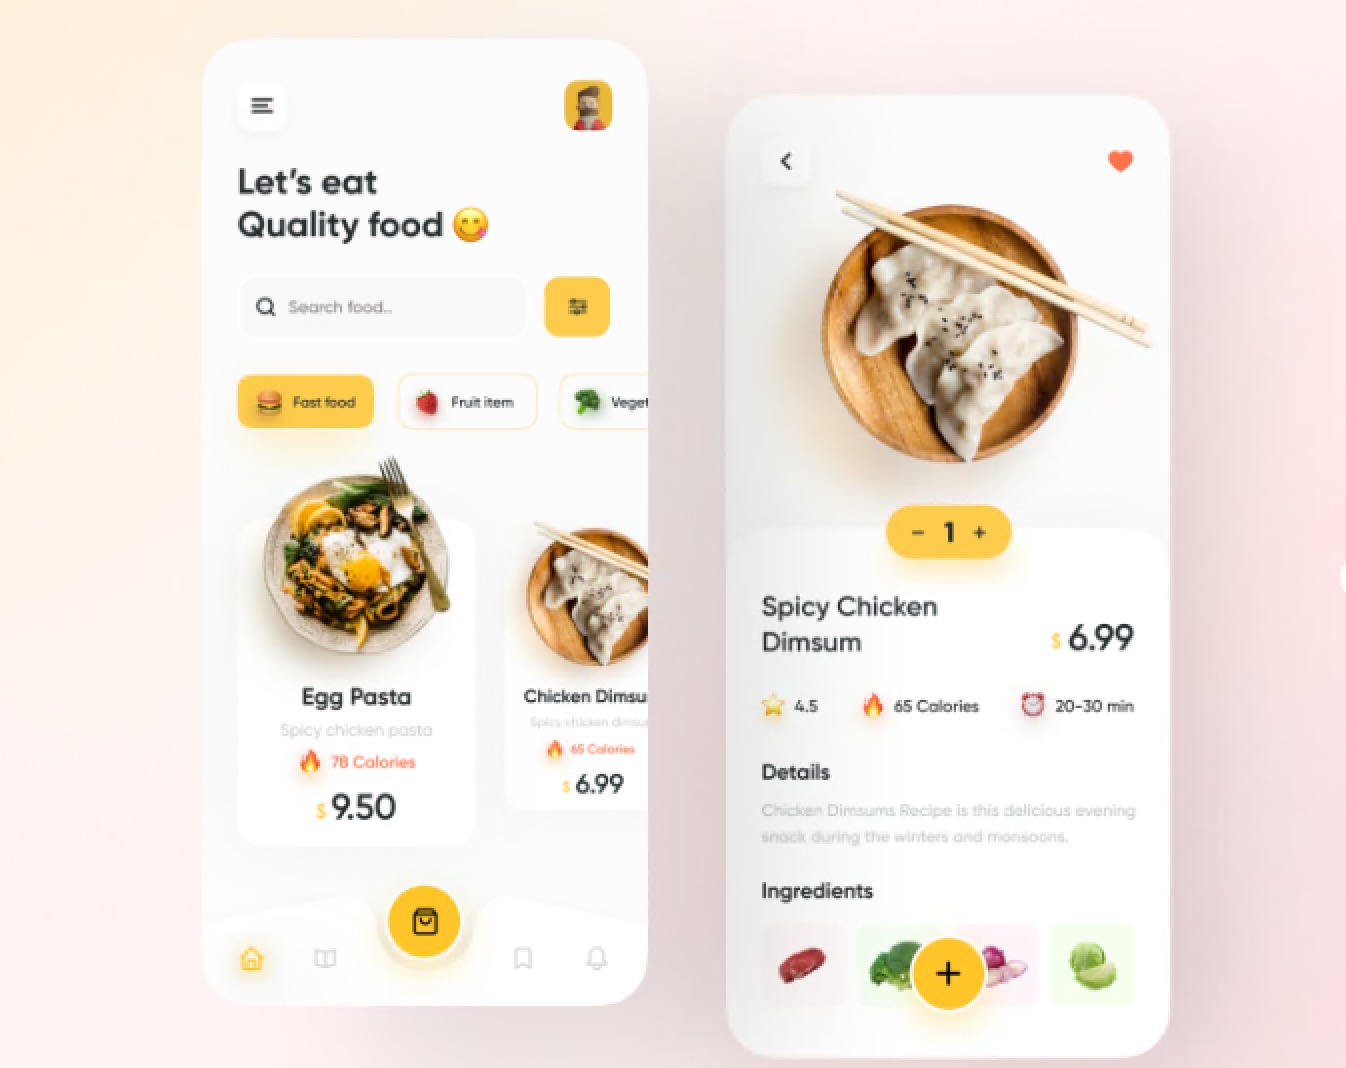 Let's eat
Quality food
Search food..
Fast food
Fruit item
Veget
Egg Pasta
Spicy chicken pasta
78 Calories
$ 9.50
Chicken Dimsu
Spicy chicken dimsu
65 Calories
$ 6.99
- 1 +
Spicy Chicken
Dimsum
$ 6.99
4.5
65 Calories
20-30 min
Details
Chicken Dimsums Recipe is this delicious evening
snack during the winters and monsoons.
Ingredients